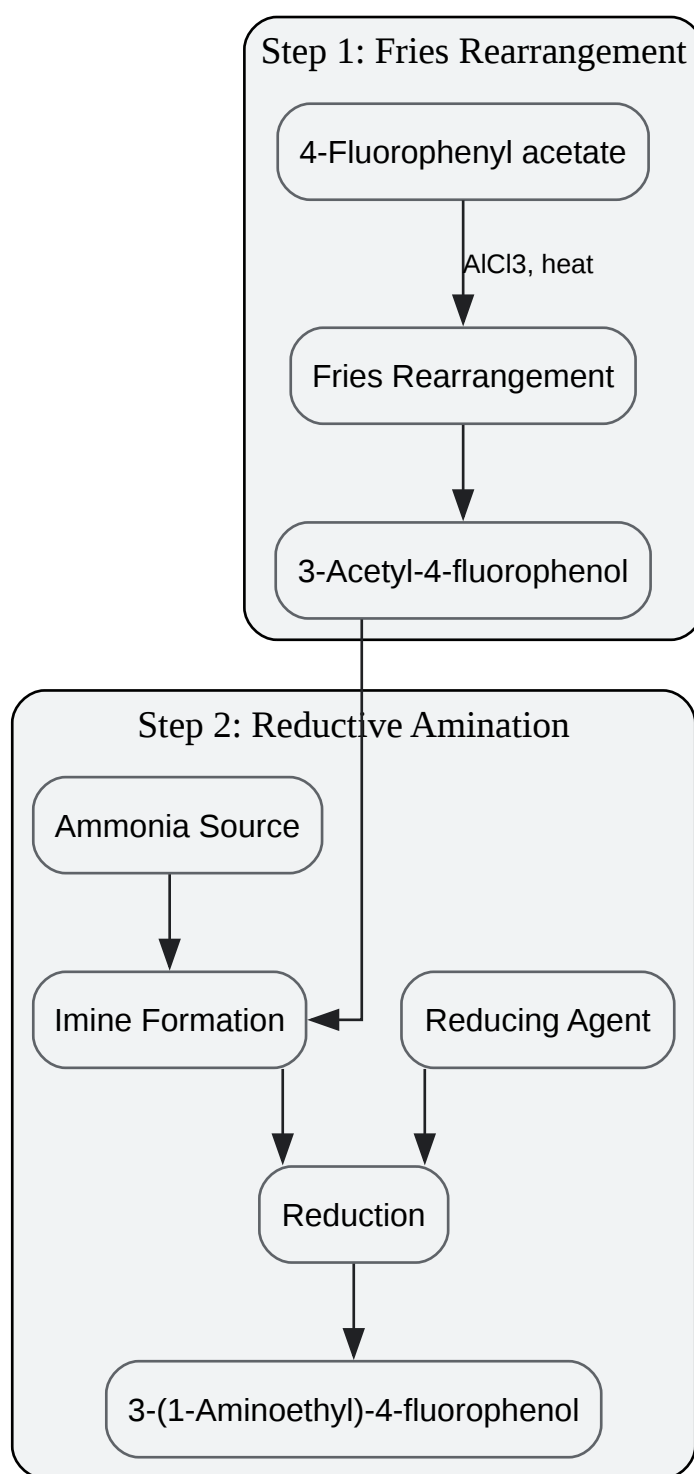 Step 1: Fries Rearrangement
4-Fluorophenyl acetate
AlCl3, heat
Fries Rearrangement
3-Acetyl-4-fluorophenol
Step 2: Reductive Amination
Ammonia Source
Imine Formation
Reducing Agent
Reduction
3-(1-Aminoethyl)-4-fluorophenol